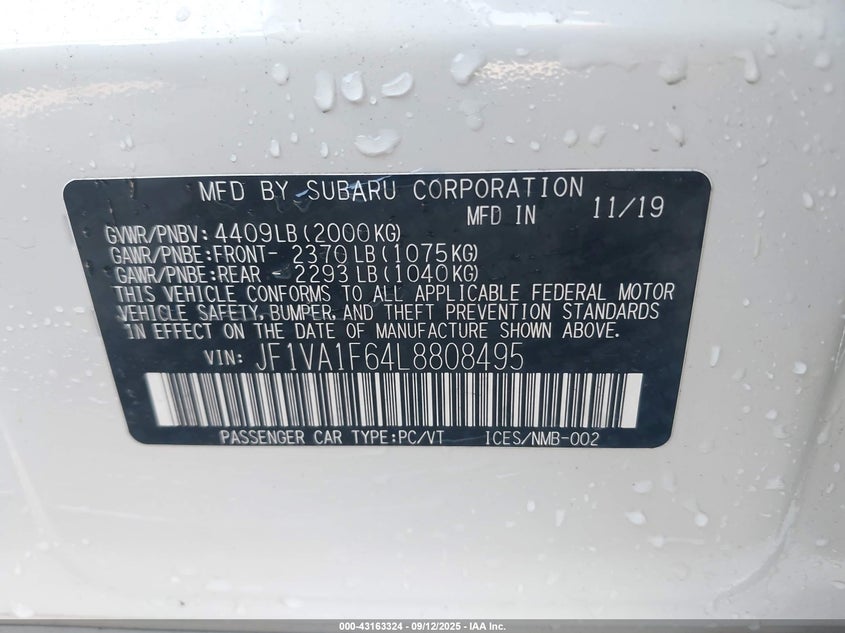 MFD BY SUBARU CORPORATION
MFD IN 11/19
GVWR/PNBV: 4409LB(2000KG)
GAWR/PNBE:FRONT- 2370LB(1075KG)
GAWR/PNBE:REAR - 2293LB(1040KG)
THIS VEHICLE CONFORMS TO ALL APPLICABLE FEDERAL MOTOR
VEHICLE SAFETY, BUMPER, AND THEFT PREVENTION STANDARDS
IN EFFECT ON THE DATE OF MANUFACTURE SHOWN ABOVE.
VIN: JF1VA1F64L8808495
PASSENGER CAR TYPE:PC/VT ICES/NMB-002
000-43163324 - 09/12/2025 - IAA Inc.